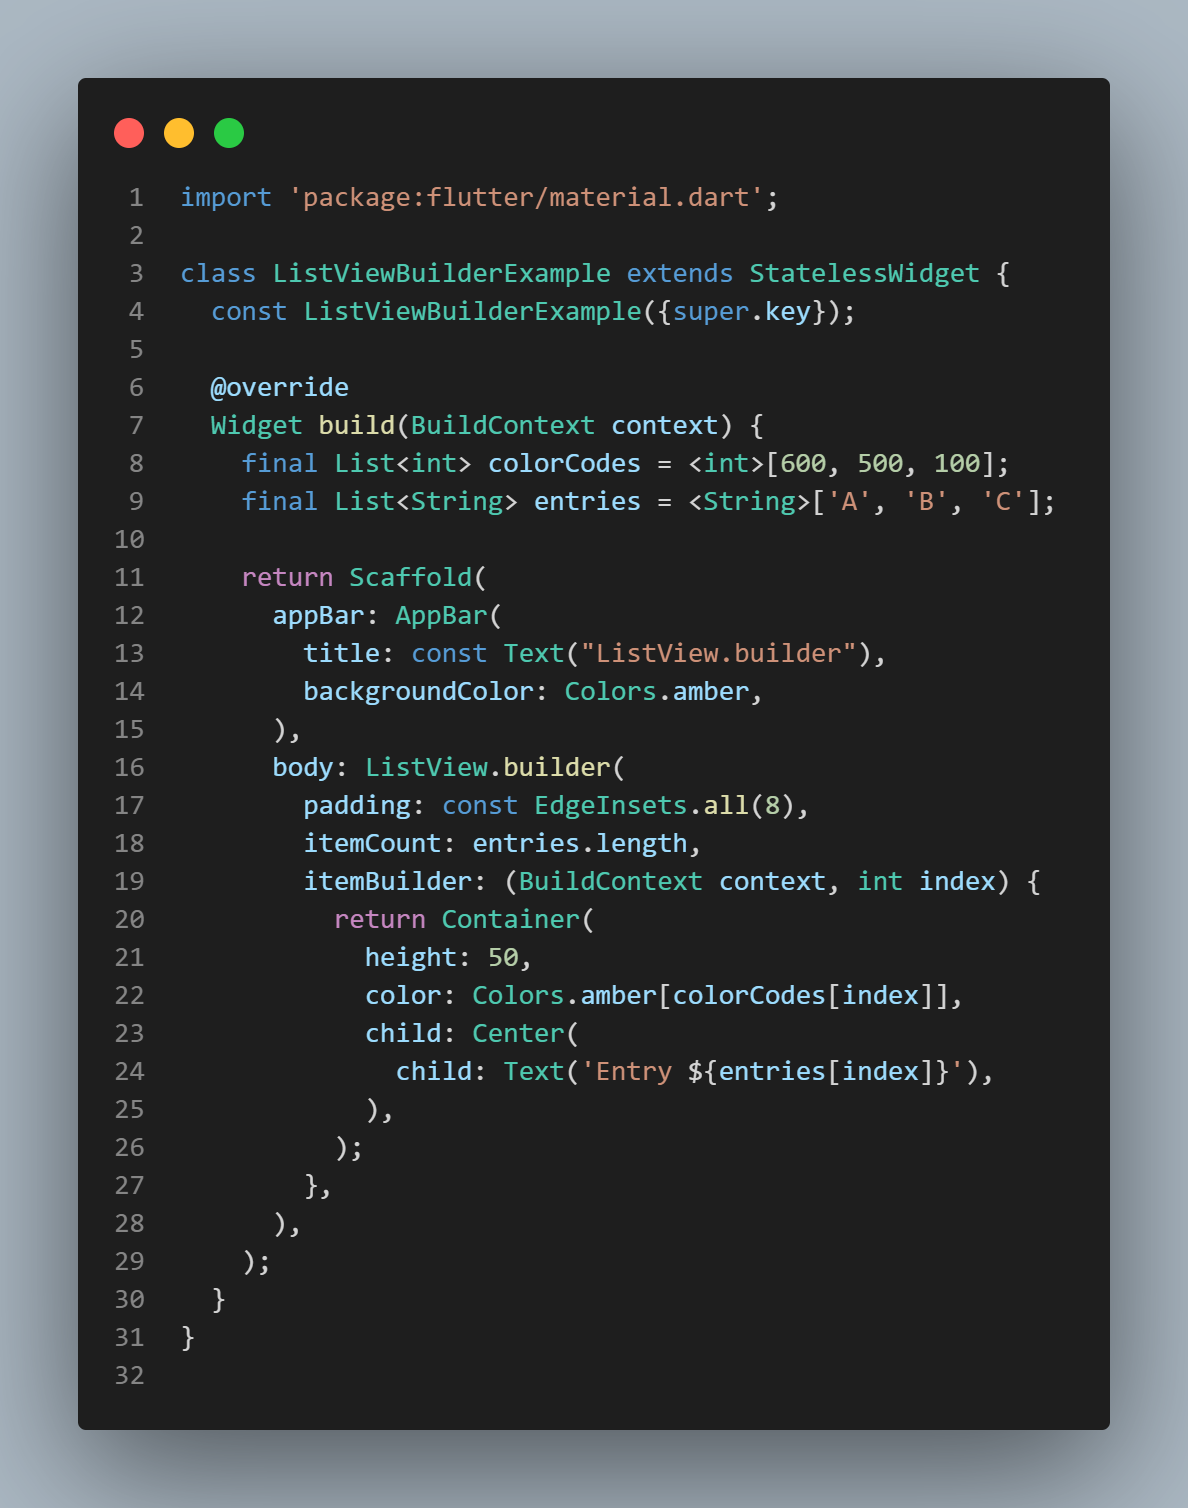 1 import 'package:flutter/material.dart';
2
3 class ListViewBuilderExample extends StatelessWidget {
4   const ListViewBuilderExample({super.key});
5
6   @override
7   Widget build(BuildContext context) {
8     final List<int> colorCodes = <int>[600, 500, 100];
9     final List<String> entries = <String>['A', 'B', 'C'];
10
11     return Scaffold(
12       appBar: AppBar(
13         title: const Text("ListView.builder"),
14         backgroundColor: Colors.amber,
15       ),
16       body: ListView.builder(
17         padding: const EdgeInsets.all(8),
18         itemCount: entries.length,
19         itemBuilder: (BuildContext context, int index) {
20           return Container(
21             height: 50,
22             color: Colors.amber[colorCodes[index]],
23             child: Center(
24               child: Text('Entry ${entries[index]}'),
25             ),
26           );
27         },
28       ),
29     );
30   }
31 }
32